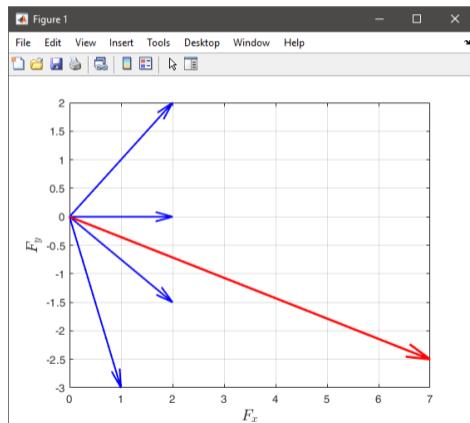 Figure 1
File Edit View Insert Tools Desktop Window Help
2
1.5
1
0.5
0
-0.5
-1
-1.5
-2
-2.5
-3
F_y
0 1 2 3 4 5 6 7
F_x